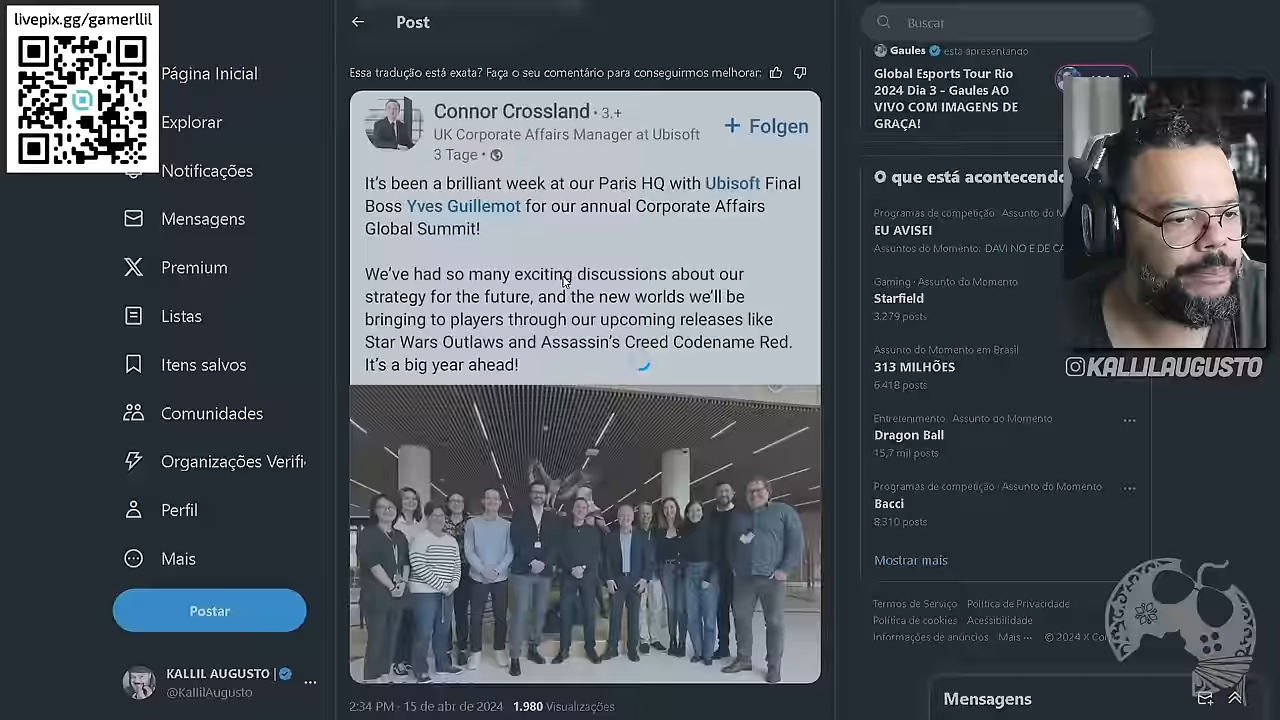 livepix.gg/gamerllil
Página Inicial
Explorar
Notificações
Mensagens
Premium
Listas
Itens salvos
Comunidades
Organizações Verifi
Perfil
Mais
Postar
KALLIL AUGUSTO |
@KallilAugusto
Post
Essa tradução está exata? Faça o seu comentário para conseguirmos melhorar:
Connor Crossland · 3.+
UK Corporate Affairs Manager at Ubisoft
3 Tage ·
+ Folgen
It’s been a brilliant week at our Paris HQ with Ubisoft Final
Boss Yves Guillemot for our annual Corporate Affairs
Global Summit!
We’ve had so many exciting discussions about our
strategy for the future, and the new worlds we’ll be
bringing to players through our upcoming releases like
Star Wars Outlaws and Assassin’s Creed Codename Red.
It’s a big year ahead!
2:34 PM · 15 de abr de 2024 1.980 Visualizações
Buscar
Gaules está apresentando
Global Esports Tour Rio
2024 Dia 3 - Gaules AO
VIVO COM IMAGENS DE
GRAÇA!
O que está acontecendo
Programas de competição · Assunto do M
EU AVISEI
Assuntos do Momento: DAVI NO E DE CA
Gaming · Assunto do Momento
Starfield
3.279 posts
Assunto do Momento em Brasil
313 MILHÕES
6.418 posts
Entretenimento · Assunto do Momento
Dragon Ball
15,7 mil posts
Programas de competição · Assunto do Momento
Bacci
8.310 posts
Mostrar mais
Termos de Serviço Política de Privacidade
Política de cookies Acessibilidade
Informações de anúncios Mais ··· © 2024 X Co
Mensagens
KALLILAUGUSTO